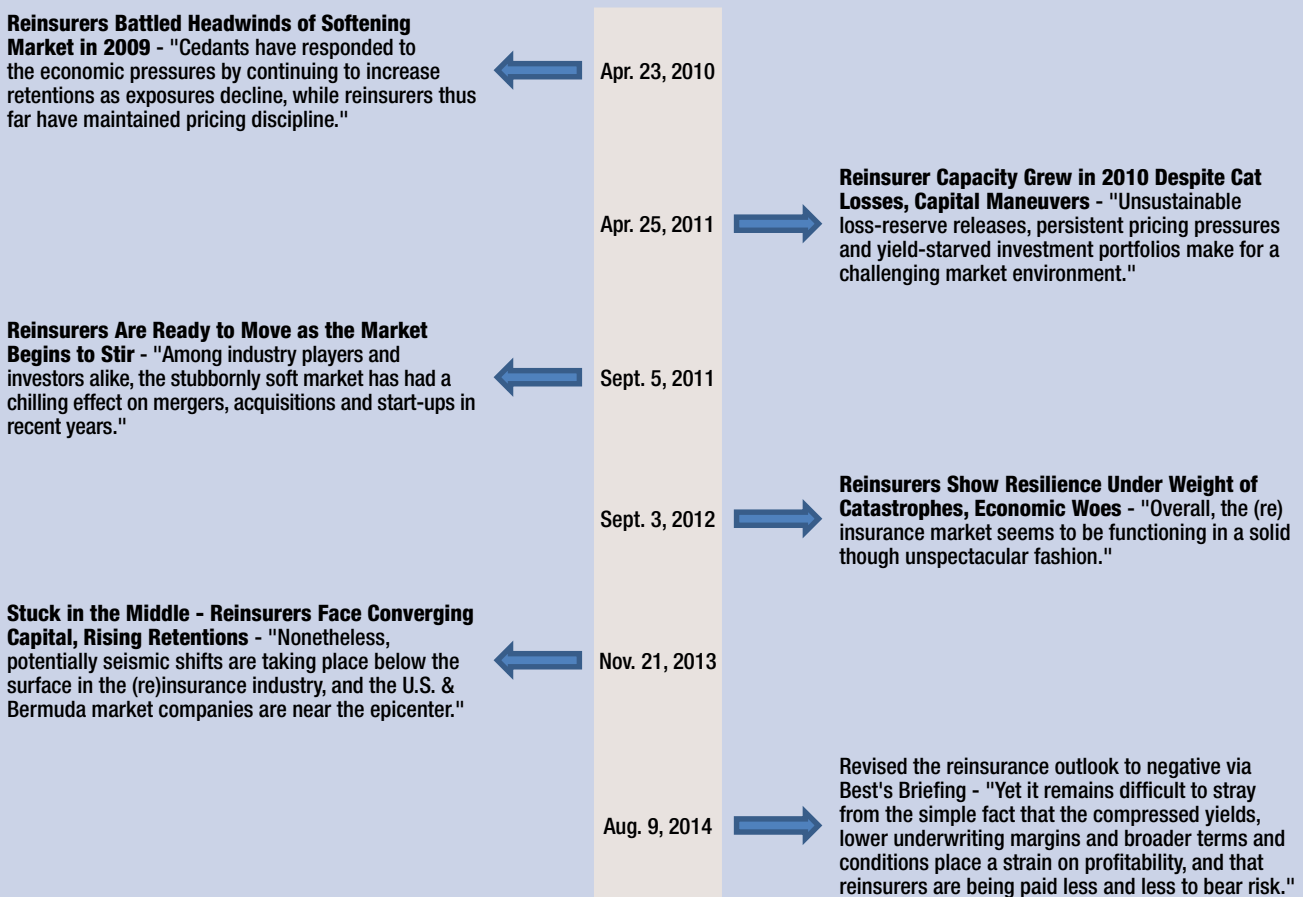 Reinsurers Battled Headwinds of Softening
Market in 2009 - "Cedants have responded to
the economic pressures by continuing to increase
retentions as exposures decline, while reinsurers thus
far have maintained pricing discipline."
Apr. 23, 2010
Apr. 25, 2011
Reinsurer Capacity Grew in 2010 Despite Cat
Losses, Capital Maneuvers - "Unsustainable
loss-reserve releases, persistent pricing pressures
and yield-starved investment portfolios make for a
challenging market environment."
Reinsurers Are Ready to Move as the Market
Begins to Stir - "Among industry players and
investors alike, the stubbornly soft market has had a
chilling effect on mergers, acquisitions and start-ups in
recent years."
Sept. 5, 2011
Sept. 3, 2012
Reinsurers Show Resilience Under Weight of
Catastrophes, Economic Woes - "Overall, the (re)
insurance market seems to be functioning in a solid
though unspectacular fashion."
Stuck in the Middle - Reinsurers Face Converging
Capital, Rising Retentions - "Nonetheless,
potentially seismic shifts are taking place below the
surface in the (re)insurance industry, and the U.S. &
Bermuda market companies are near the epicenter."
Nov. 21, 2013
Aug. 9, 2014
Revised the reinsurance outlook to negative via
Best's Briefing - "Yet it remains difficult to stray
from the simple fact that the compressed yields,
lower underwriting margins and broader terms and
conditions place a strain on profitability, and that
reinsurers are being paid less and less to bear risk."